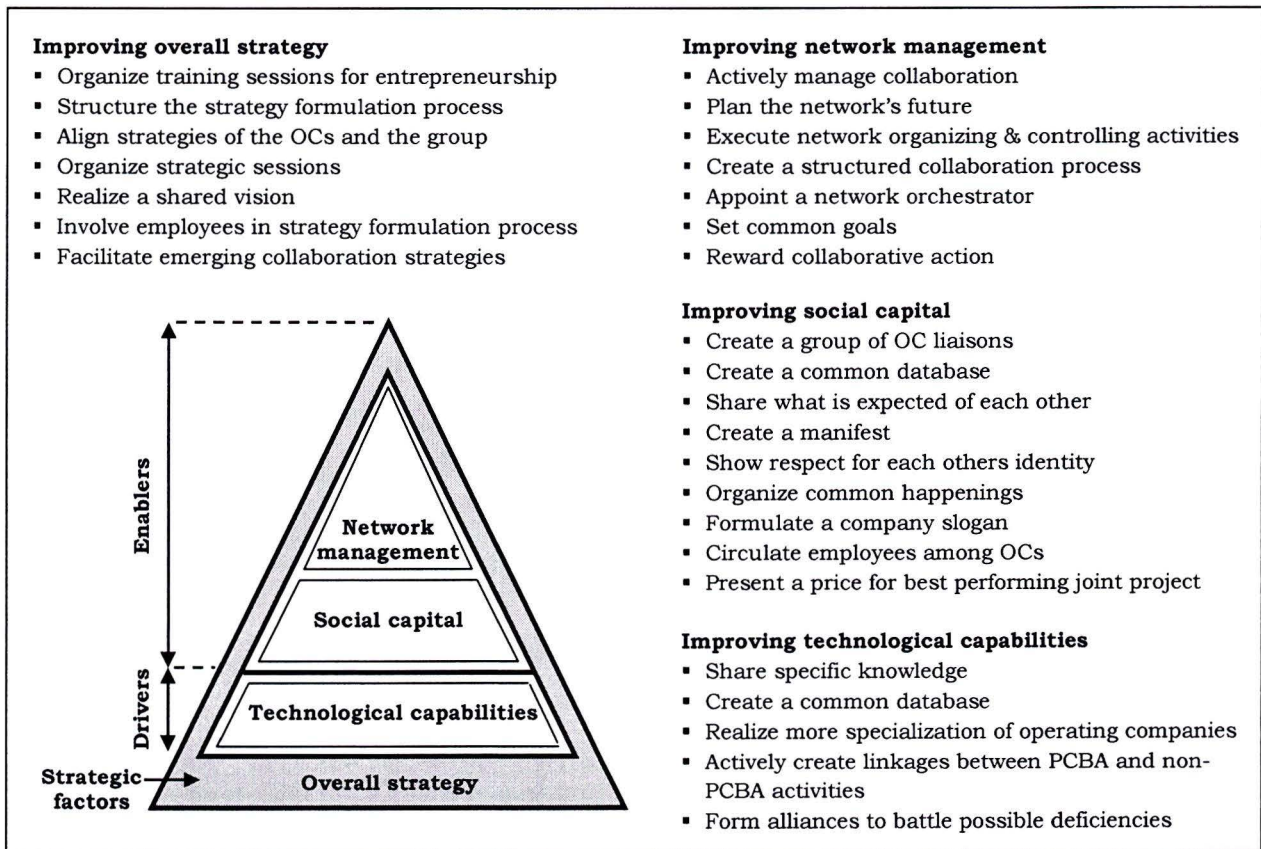 Improving overall strategy
▪ Organize training sessions for entrepreneurship
▪ Structure the strategy formulation process
▪ Align strategies of the OCs and the group
▪ Organize strategic sessions
▪ Realize a shared vision
▪ Involve employees in strategy formulation process
▪ Facilitate emerging collaboration strategies
Enablers
Drivers
Strategic
factors
Network
management
Social capital
Technological capabilities
Overall strategy
Improving network management
▪ Actively manage collaboration
▪ Plan the network's future
▪ Execute network organizing & controlling activities
▪ Create a structured collaboration process
▪ Appoint a network orchestrator
▪ Set common goals
▪ Reward collaborative action
Improving social capital
▪ Create a group of OC liaisons
▪ Create a common database
▪ Share what is expected of each other
▪ Create a manifest
▪ Show respect for each others identity
▪ Organize common happenings
▪ Formulate a company slogan
▪ Circulate employees among OCs
▪ Present a price for best performing joint project
Improving technological capabilities
▪ Share specific knowledge
▪ Create a common database
▪ Realize more specialization of operating companies
▪ Actively create linkages between PCBA and non-
PCBA activities
▪ Form alliances to battle possible deficiencies